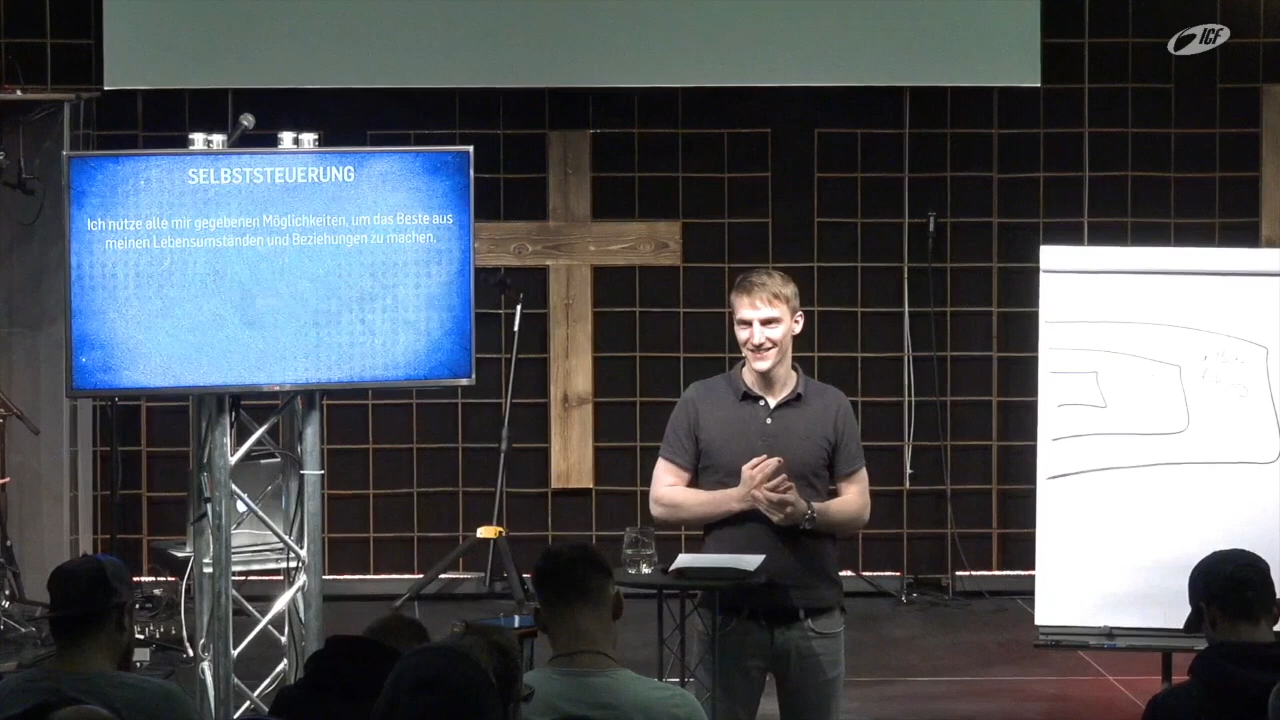 ICF
SELBSTSTEUERUNG
Ich nutze alle mir gegebenen Möglichkeiten, um das Beste aus
meinen Lebensumständen und Beziehungen zu machen.